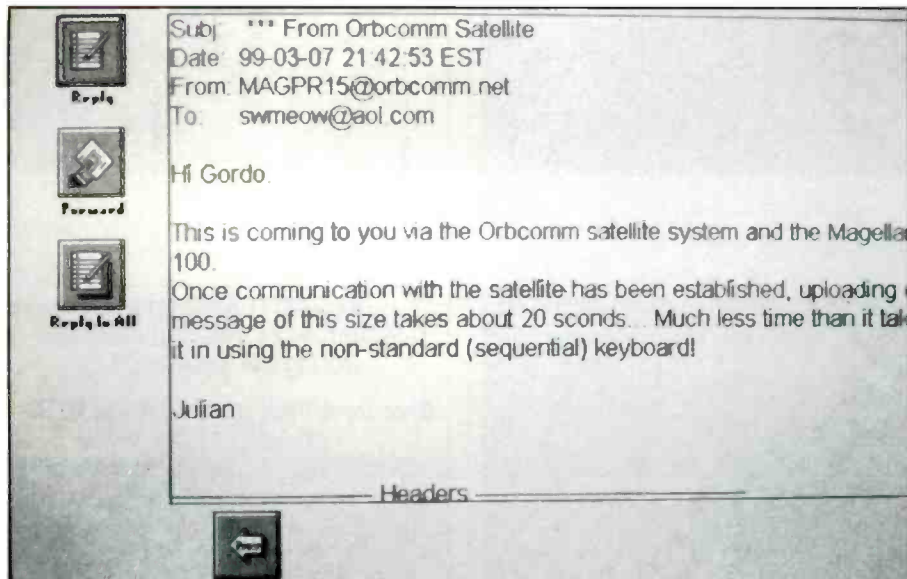 Subj: *** From Orbcomm Satellite
Date: 99-03-07 21:42:53 EST
From: MAGPR15@orbcomm.net
To: swmeow@aol.com
Reply
Hi Gordo.
Forward
This is coming to you via the Orbcomm satellite system and the
100.
Once communication with the satellite has been established, uploading
Reply to All
message of this size takes about 20 sconds... Much less time than it
it in using the non-standard (sequential) keyboard!
Julian
Headers